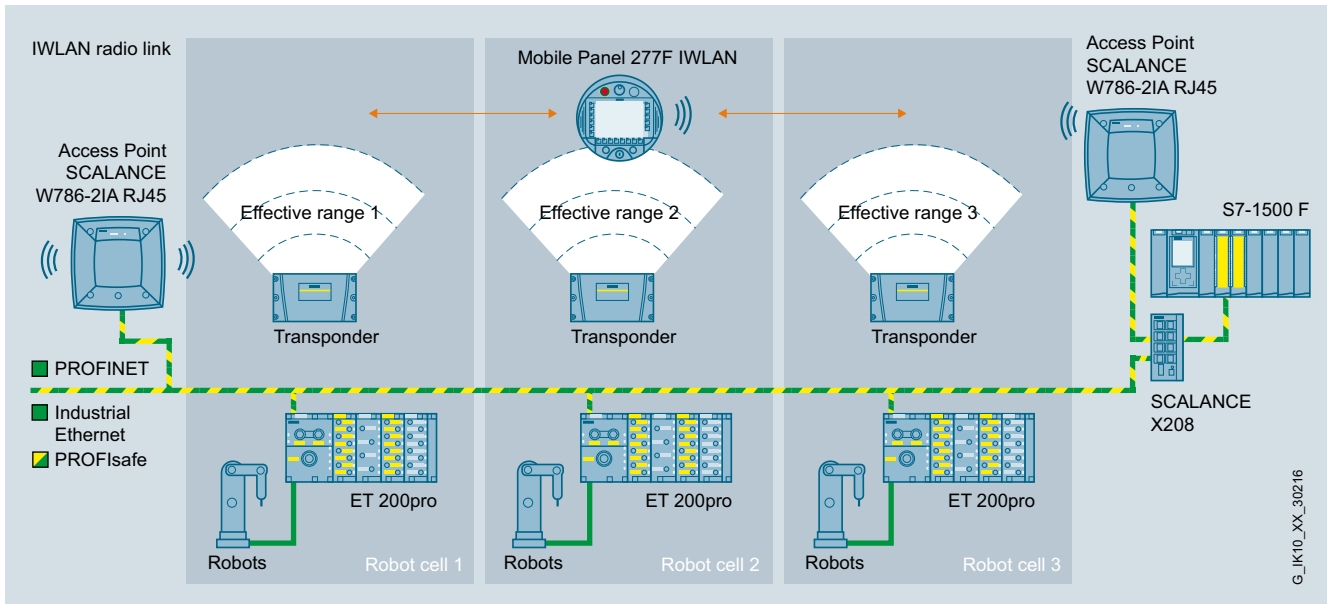 IWLAN radio link
Mobile Panel 277F IWLAN
Access Point
SCALANCE
W786-2IA RJ45
Access Point
SCALANCE
W786-2IA RJ45
Effective range 1
Effective range 2
Effective range 3
S7-1500 F
Transponder
Transponder
Transponder
PROFINET
Industrial
Ethernet
PROFIsafe
SCALANCE
X208
ET 200pro
ET 200pro
ET 200pro
Robots
Robot cell 1
Robots
Robot cell 2
Robots
Robot cell 3
G_IK10_XX_30216